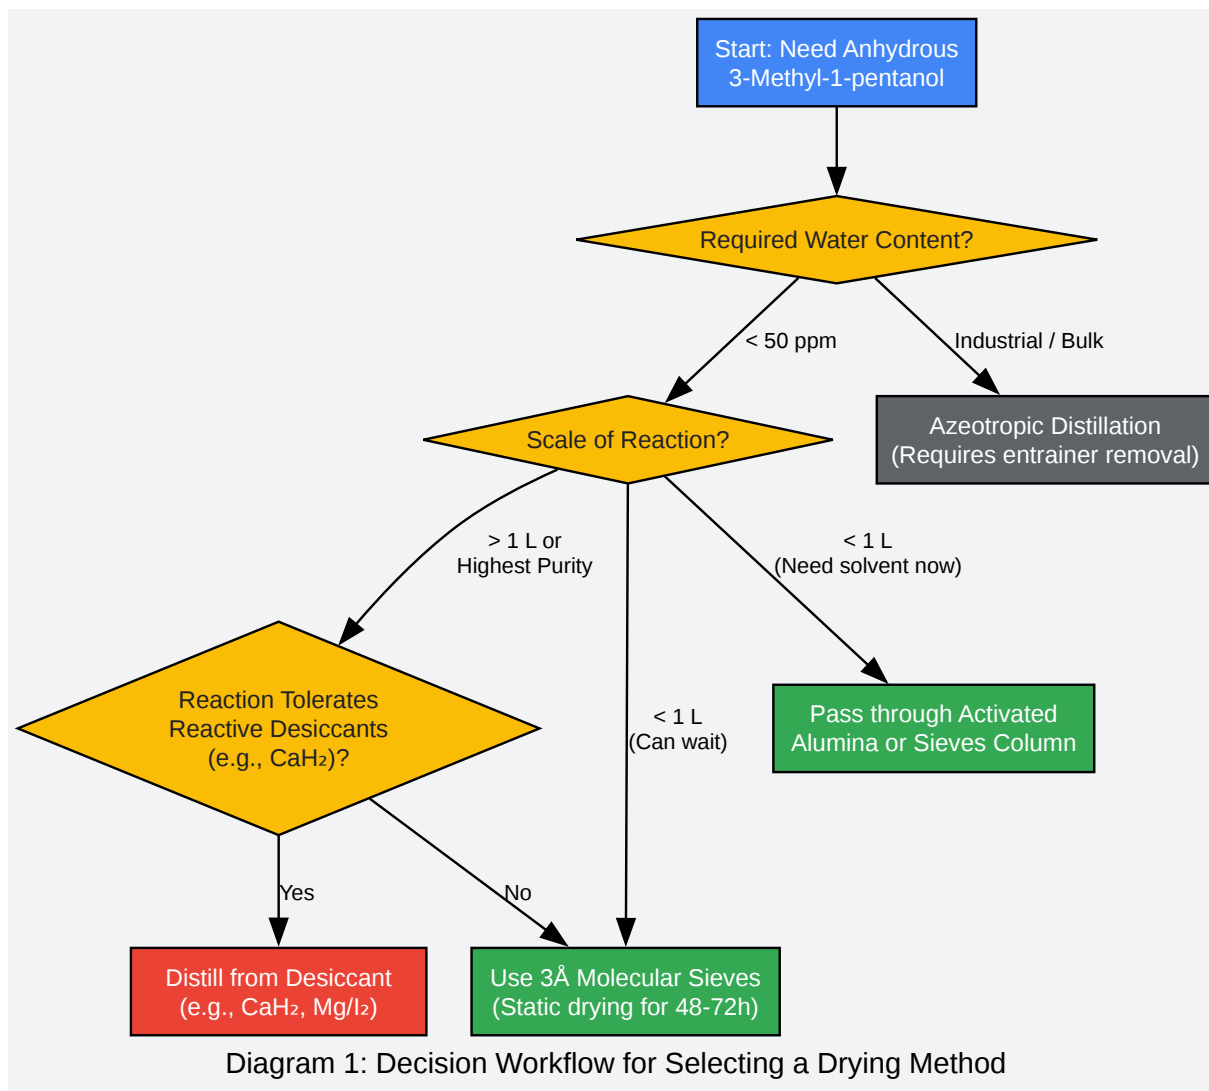 Start: Need Anhydrous
3-Methyl-1-pentanol
Required Water Content?
< 50 ppm
Industrial / Bulk
Scale of Reaction?
Azeotropic Distillation
(Requires entrainer removal)
> 1 L or
Highest Purity
< 1 L
(Need solvent now)
Reaction Tolerates
Reactive Desiccants
(e.g., CaH₂)?
< 1 L
(Can wait)
Pass through Activated
Alumina or Sieves Column
Yes
No
Distill from Desiccant
(e.g., CaH₂, Mg/I₂)
Use 3Å Molecular Sieves
(Static drying for 48-72h)
Diagram 1: Decision Workflow for Selecting a Drying Method